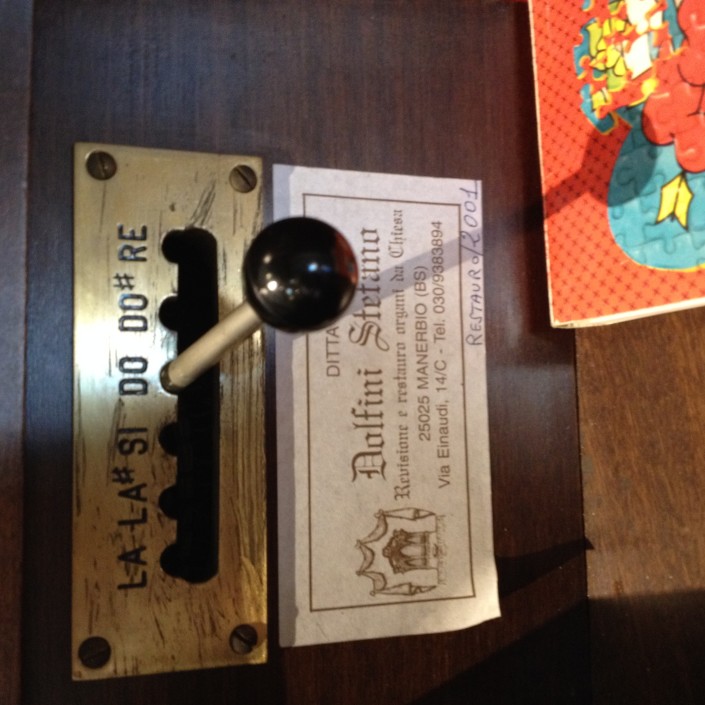 LA LA# SI DO DO# RE
DITTA
Dolfini Stefano
Revisione e restauro organi da Chiesa
25025 MANERBIO (BS)
Via Einaudi, 14/C - Tel. 030/9383894
RESTAURO/2001